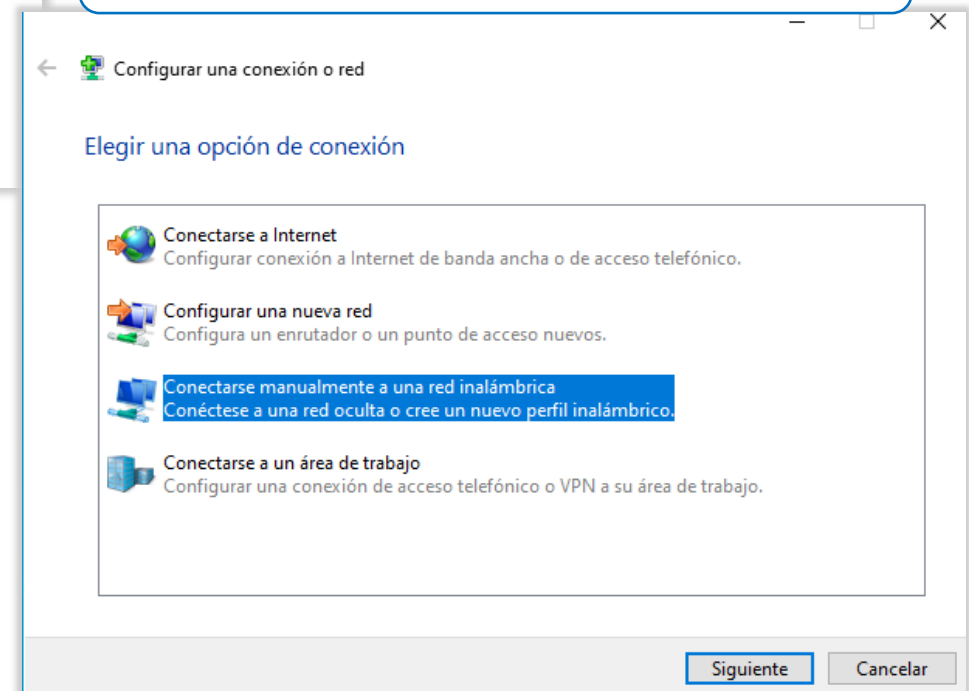 Configurar una conexión o red
Elegir una opción de conexión
Conectarse a Internet
Configurar conexión a Internet de banda ancha o de acceso telefónico.
Configurar una nueva red
Configura un enrutador o un punto de acceso nuevos.
Conectarse manualmente a una red inalámbrica
Conéctese a una red oculta o cree un nuevo perfil inalámbrico.
Conectarse a un área de trabajo
Configurar una conexión de acceso telefónico o VPN a su área de trabajo.
Siguiente Cancelar